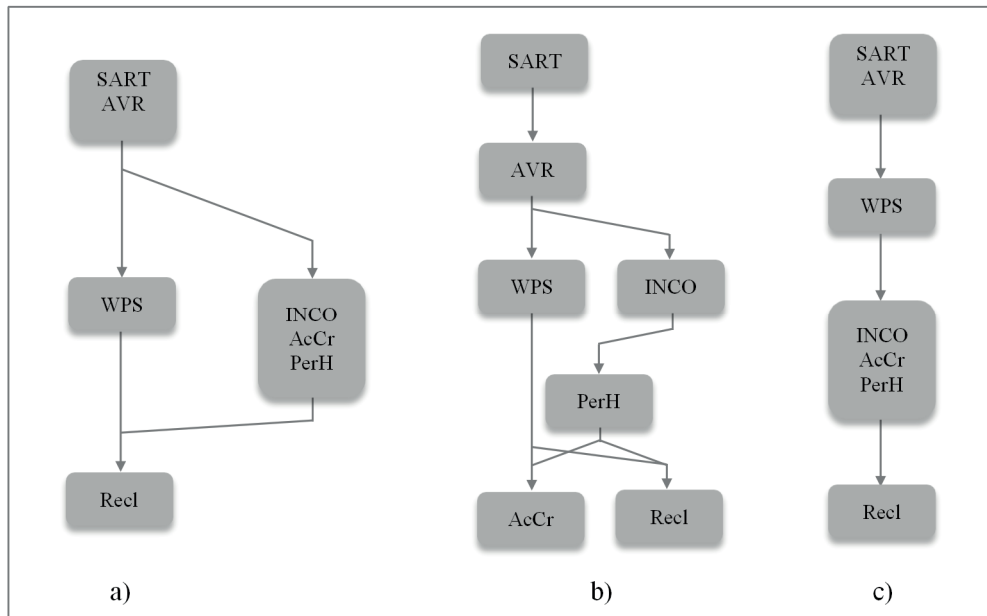 SART
AVR
WPS
INCO
AcCr
PerH
Recl
a)
SART
AVR
WPS
INCO
PerH
AcCr
Recl
b)
SART
AVR
WPS
INCO
AcCr
PerH
Recl
c)